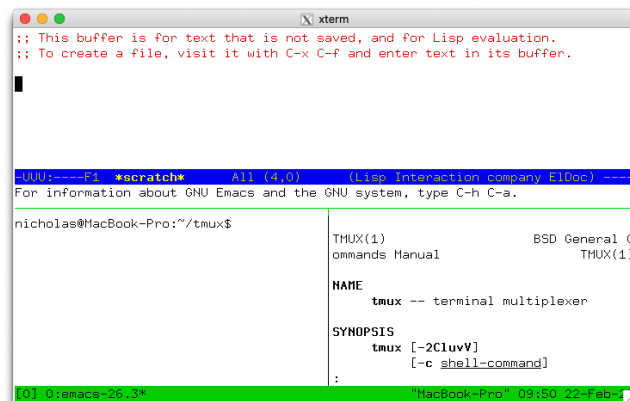 xterm
;; This buffer is for text that is not saved, and for Lisp evaluation.
;; To create a file, visit it with C-x C-f and enter text in its buffer.
-UUU:----F1  *scratch*      All (4,0)      (Lisp Interaction company ElDoc) ----
For information about GNU Emacs and the GNU system, type C-h C-a.
nicholas@MacBook-Pro:~/tmux$
TMUX(1) BSD General C
ommands Manual TMUX(1)
NAME
tmux -- terminal multiplexer
SYNOPSIS
tmux [-2CluvV]
[-c shell-command]
:
[0] 0:emacs-26.3* "MacBook-Pro" 09:50 22-Feb-